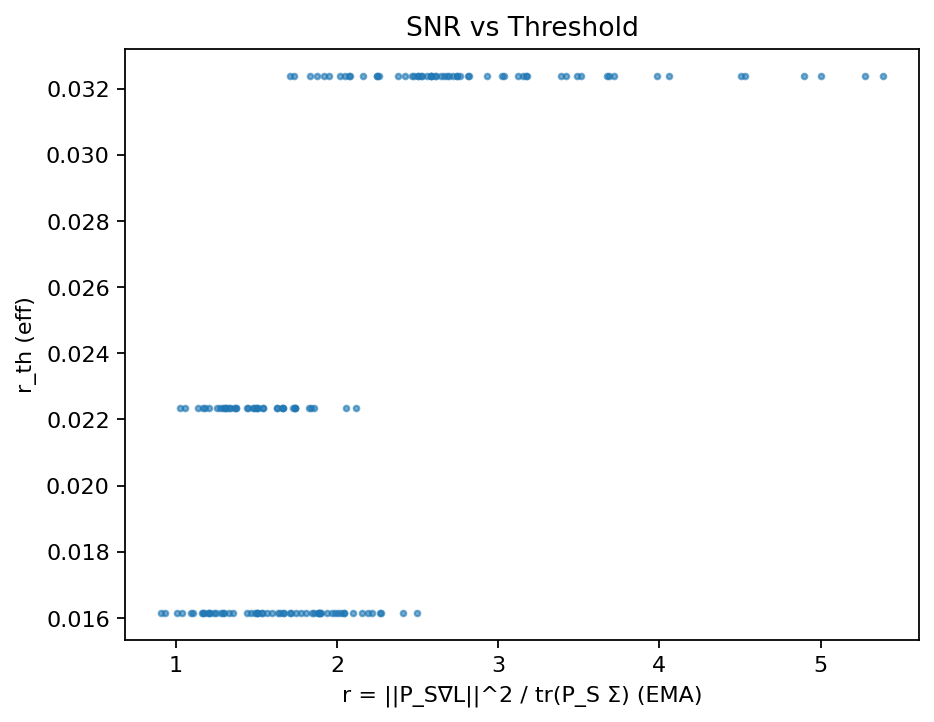 SNR vs Threshold
r_th (eff)
0.032
0.030
0.028
0.026
0.024
0.022
0.020
0.018
0.016
1 2 3 4 5
r = ||P_S∇L||^2 / tr(P_S Σ) (EMA)